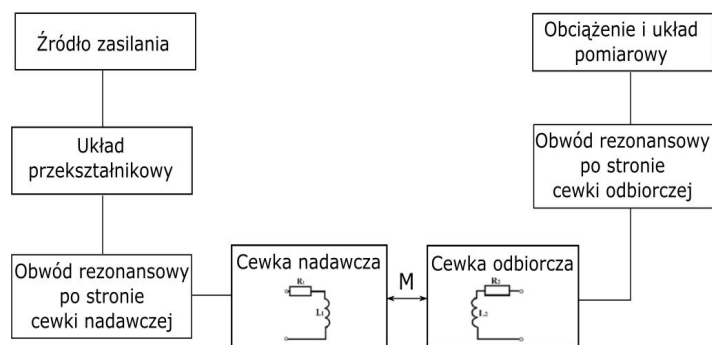 Źródło zasilania
Układ
przekształnikowy
Obwód rezonansowy
po stronie
cewki nadawczej
Cewka nadawcza
R₁
L₁
M
Cewka odbiorcza
R₂
L₂
Obwód rezonansowy
po stronie
cewki odbiorczej
Obciążenie i układ
pomiarowy